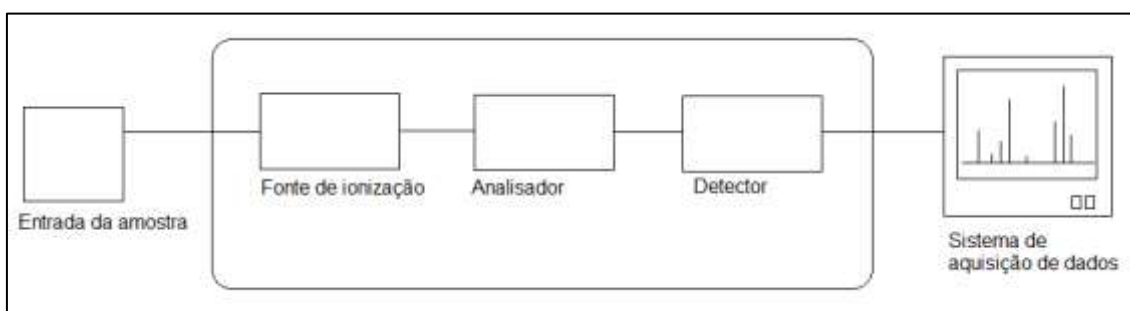 Entrada da amostra
Fonte de ionização
Analisador
Detector
Sistema de
aquisição de dados